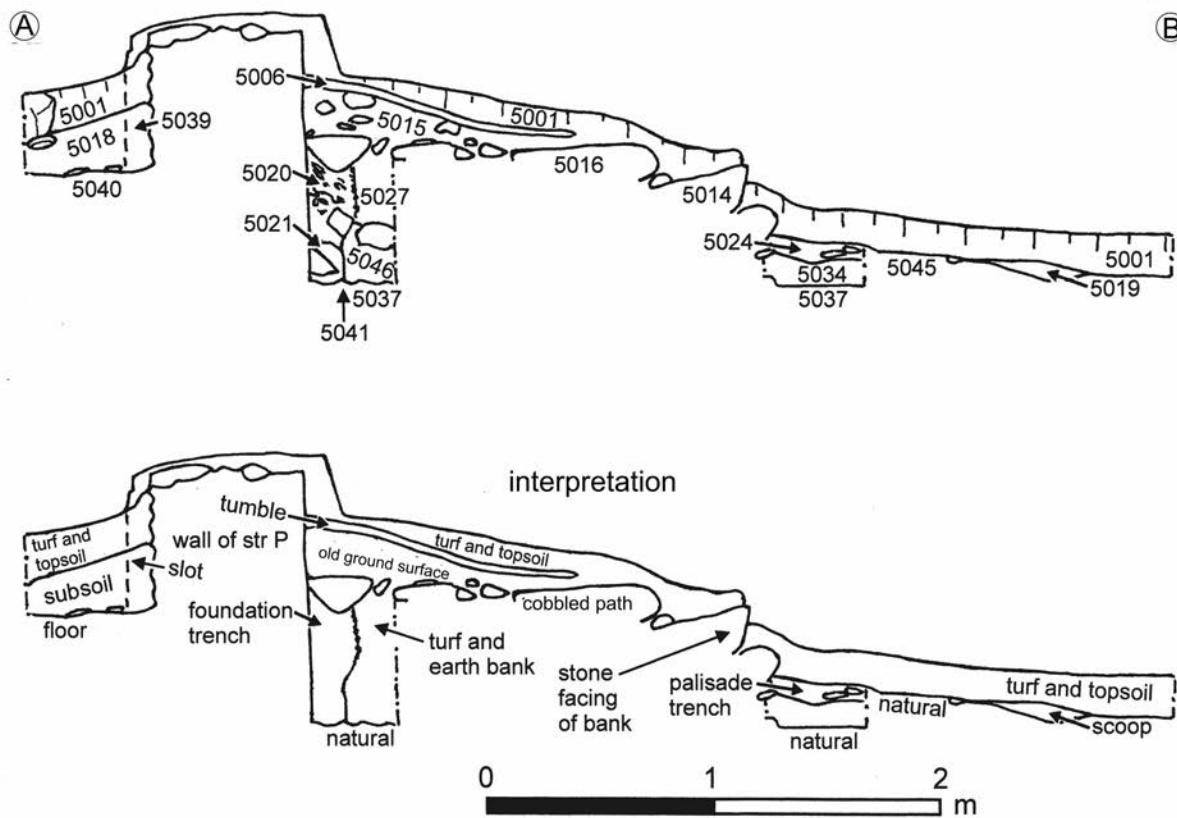 A
B
5006
5001
5039
5018
5040
5015
5001
5016
5020
5027
5021
5046
5037
5041
5014
5024
5034
5037
5045
5001
5019
interpretation
tumble
turf and
topsoil
wall of str P
slot
subsoil
floor
old ground surface
turf and topsoil
cobbled path
foundation
trench
turf and
earth bank
natural
stone
facing
of bank
palisade
trench
natural
natural
turf and topsoil
scoop
0 1 2
m